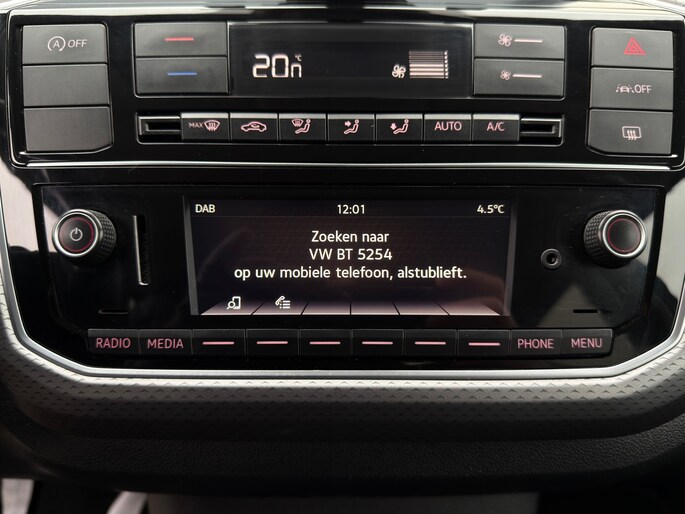 A OFF
20n °C
OFF
MAX
AUTO
A/C
DAB
12:01
4.5°C
Zoeken naar
VW BT 5254
op uw mobiele telefoon, alstublieft.
RADIO
MEDIA
PHONE
MENU